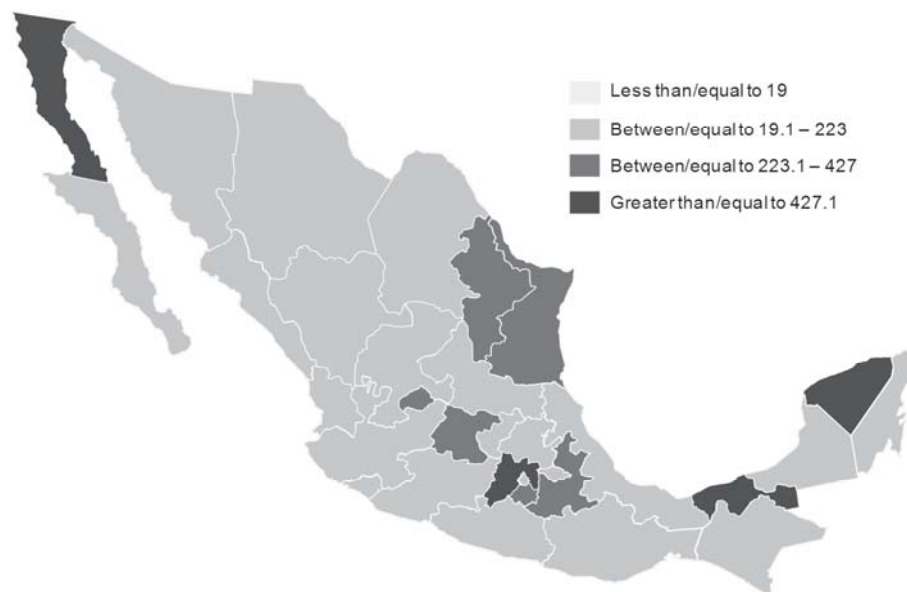 Less than/equal to 19
Between/equal to 19.1 – 223
Between/equal to 223.1 – 427
Greater than/equal to 427.1